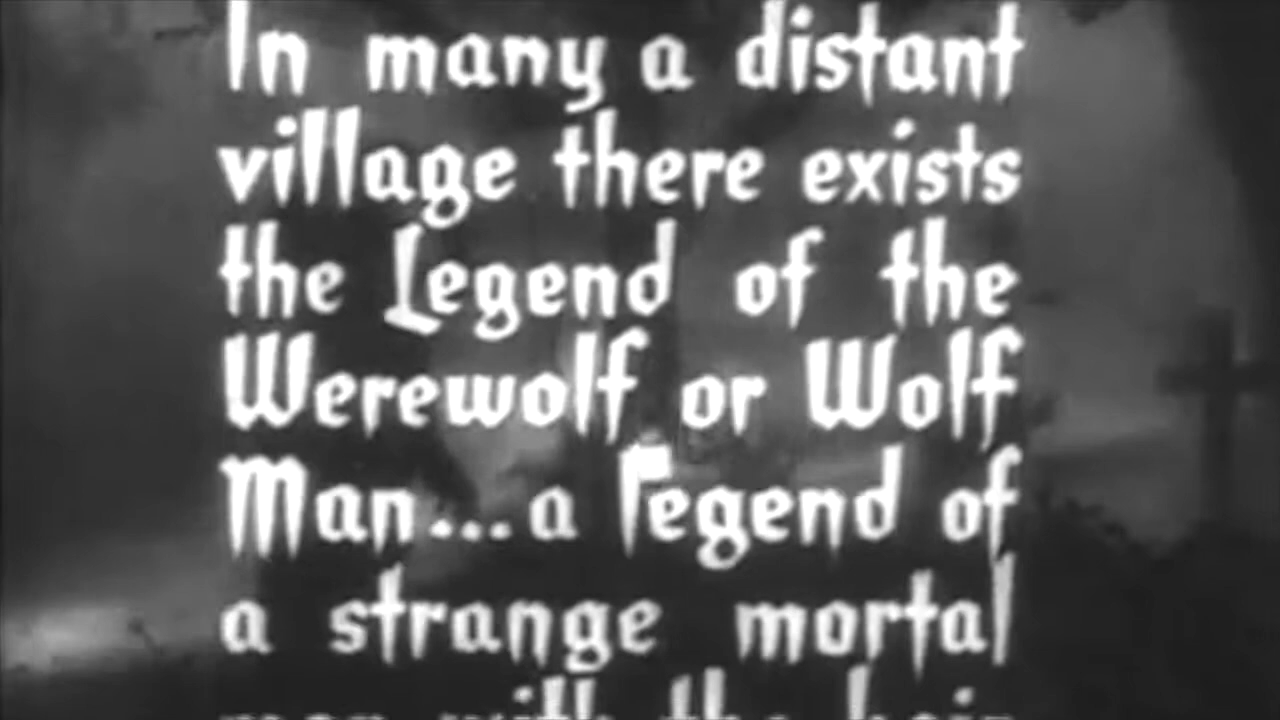 In many a distant
village there exists
the Legend of the
Werewolf or Wolf
Man...a Legend of
a strange mortal